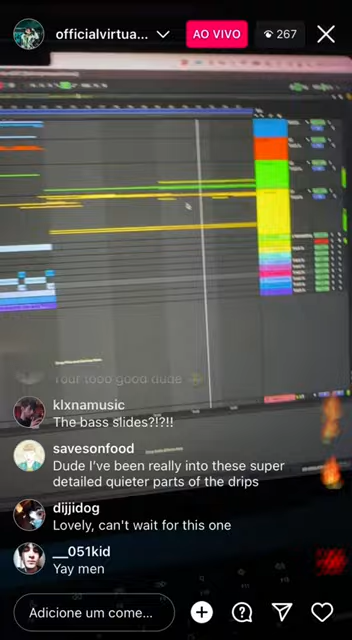 officialvirtua...
AO VIVO
267
Your tooo good dude
klxnamusic
The bass slides?!?!!
savesonfood
Dude I've been really into these super
detailed quieter parts of the drips
dijjidog
Lovely, can't wait for this one
__051kid
Yay men
Adicione um come...